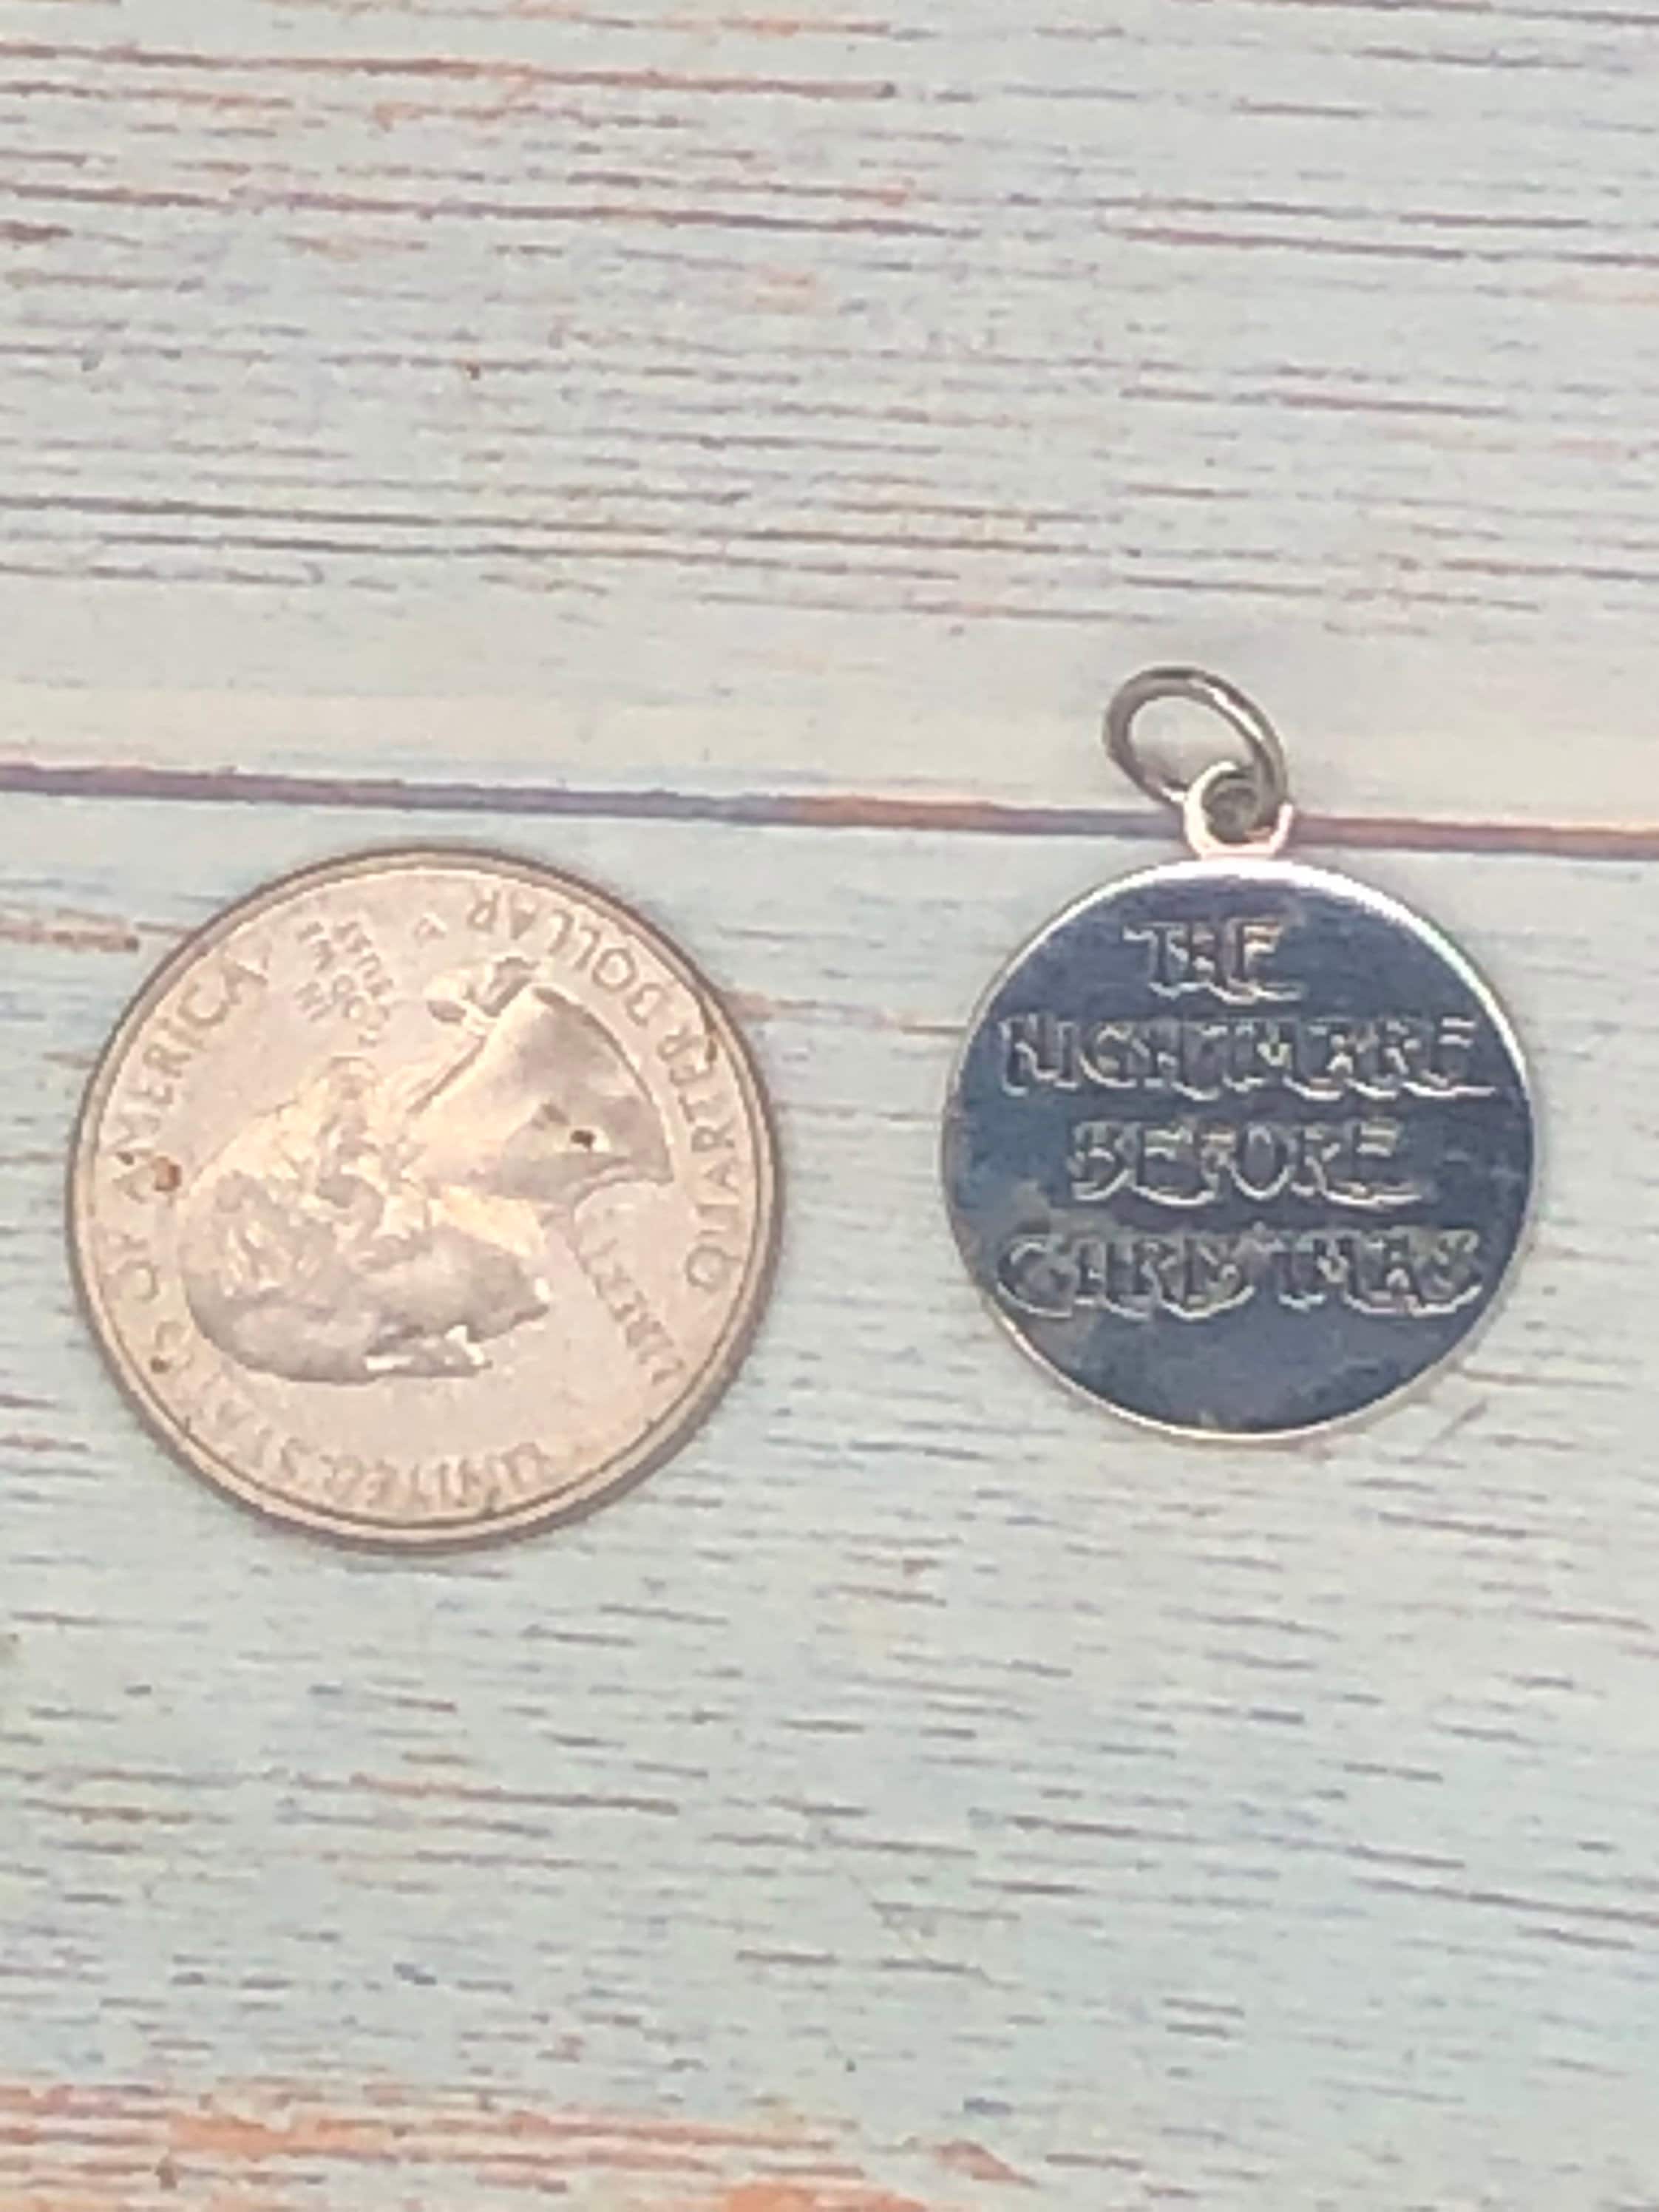 UNITED STATES OF AMERICA
LIBERTY
IN
GOD WE
TRUST
QUARTER DOLLAR
THE
NIGHTMARE
BEFORE
CHRISTMAS